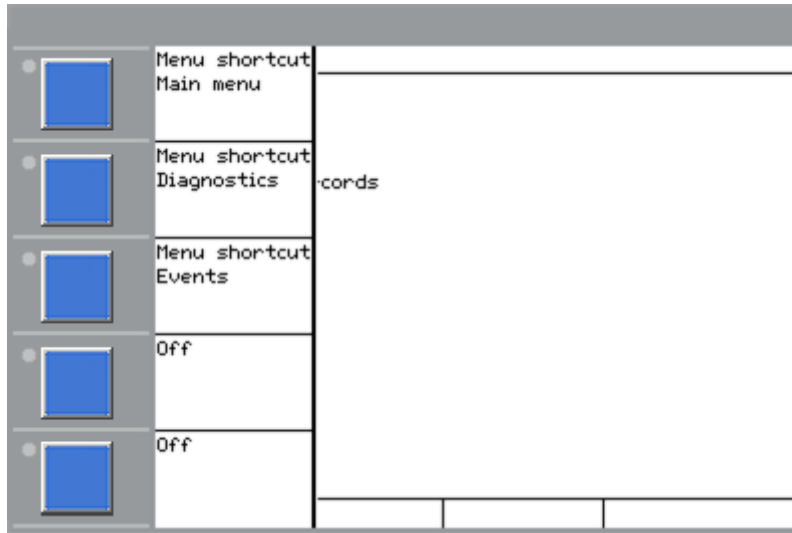 Menu shortcut
Main menu
Menu shortcut
Diagnostics
cords
Menu shortcut
Events
Off
Off